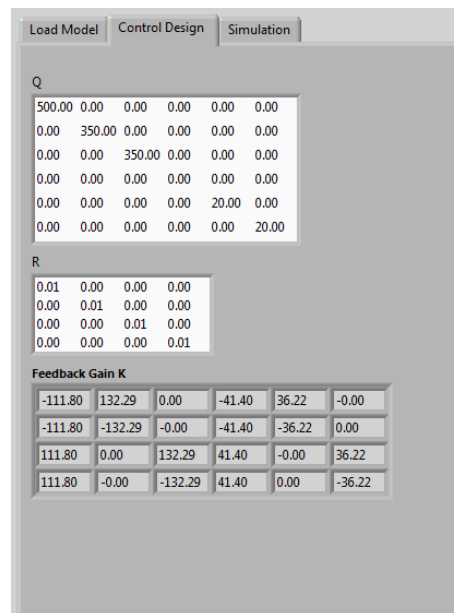 Load Model Control Design Simulation
Q
500.00 0.00 0.00 0.00 0.00 0.00
0.00 350.00 0.00 0.00 0.00 0.00
0.00 0.00 350.00 0.00 0.00 0.00
0.00 0.00 0.00 0.00 0.00 0.00
0.00 0.00 0.00 0.00 20.00 0.00
0.00 0.00 0.00 0.00 0.00 20.00
R
0.01 0.00 0.00 0.00
0.00 0.01 0.00 0.00
0.00 0.00 0.01 0.00
0.00 0.00 0.00 0.01
Feedback Gain K
-111.80 132.29 0.00 -41.40 36.22 -0.00
-111.80 -132.29 -0.00 -41.40 -36.22 0.00
111.80 0.00 132.29 41.40 -0.00 36.22
111.80 -0.00 -132.29 41.40 0.00 -36.22